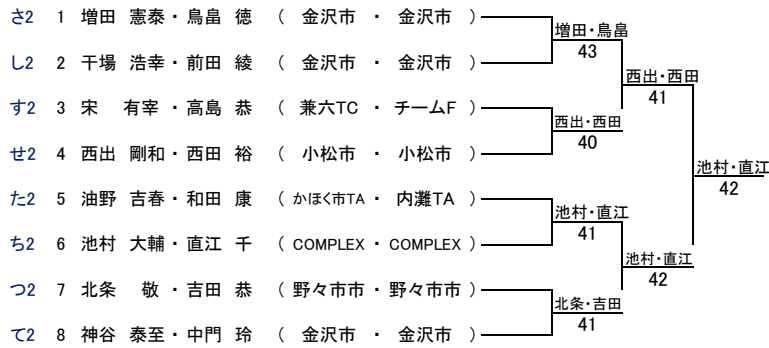 さ2 1 増田 憲泰・鳥畠 徳 ( 金沢市 ・ 金沢市 )
増田・鳥畠
43
し2 2 干場 浩幸・前田 綾 ( 金沢市 ・ 金沢市 )
西出・西田
41
す2 3 宋 有宰・高島 恭 ( 兼六TC ・ チームF )
西出・西田
40
せ2 4 西出 剛和・西田 裕 ( 小松市 ・ 小松市 )
池村・直江
42
た2 5 油野 吉春・和田 康 ( かほく市TA ・ 内灘TA )
池村・直江
41
ち2 6 池村 大輔・直江 千 ( COMPLEX ・ COMPLEX )
池村・直江
42
つ2 7 北条 敬 ・吉田 恭 ( 野々市市 ・ 野々市市 )
北条・吉田
41
て2 8 神谷 泰至・中門 玲 ( 金沢市 ・ 金沢市 )